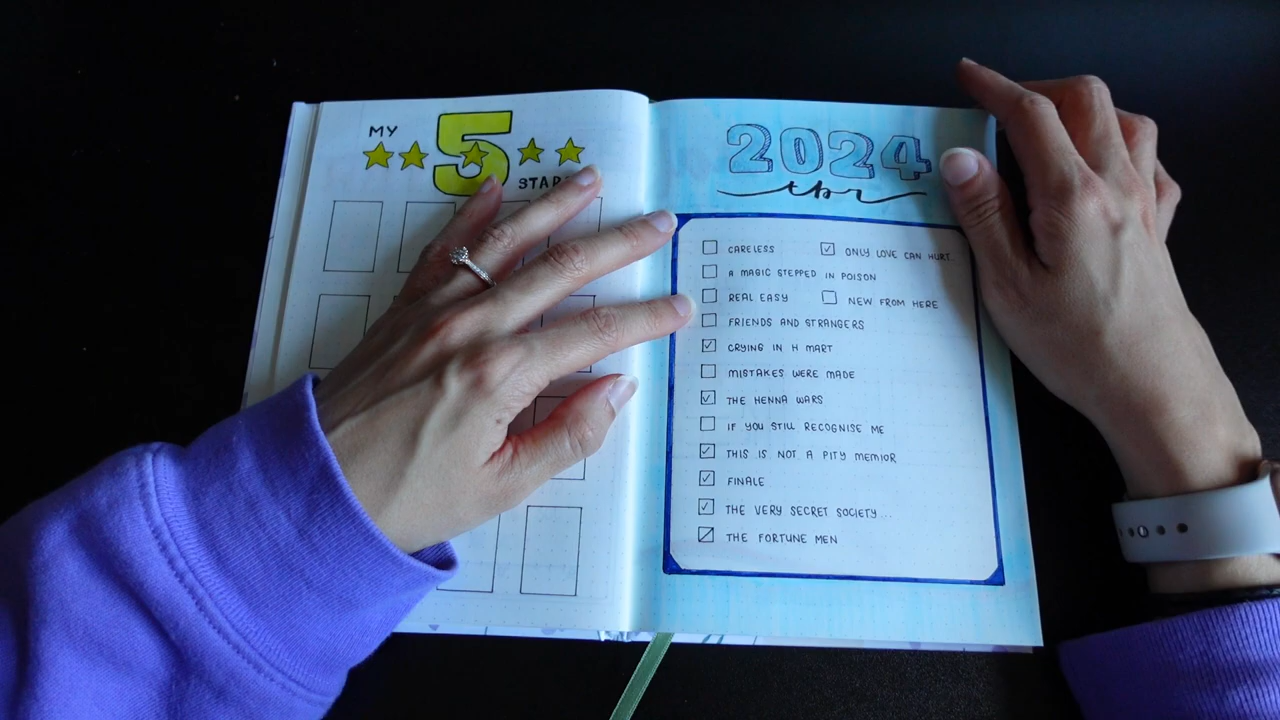 MY
5
STAR
2024
tbr
CARELESS
ONLY LOVE CAN HURT...
A MAGIC STEEPED IN POISON
REAL EASY
NEW FROM HERE
FRIENDS AND STRANGERS
CRYING IN H MART
MISTAKES WERE MADE
THE HENNA WARS
IF YOU STILL RECOGNISE ME
THIS IS NOT A PITY MEMIOR
FINALE
THE VERY SECRET SOCIETY...
THE FORTUNE MEN